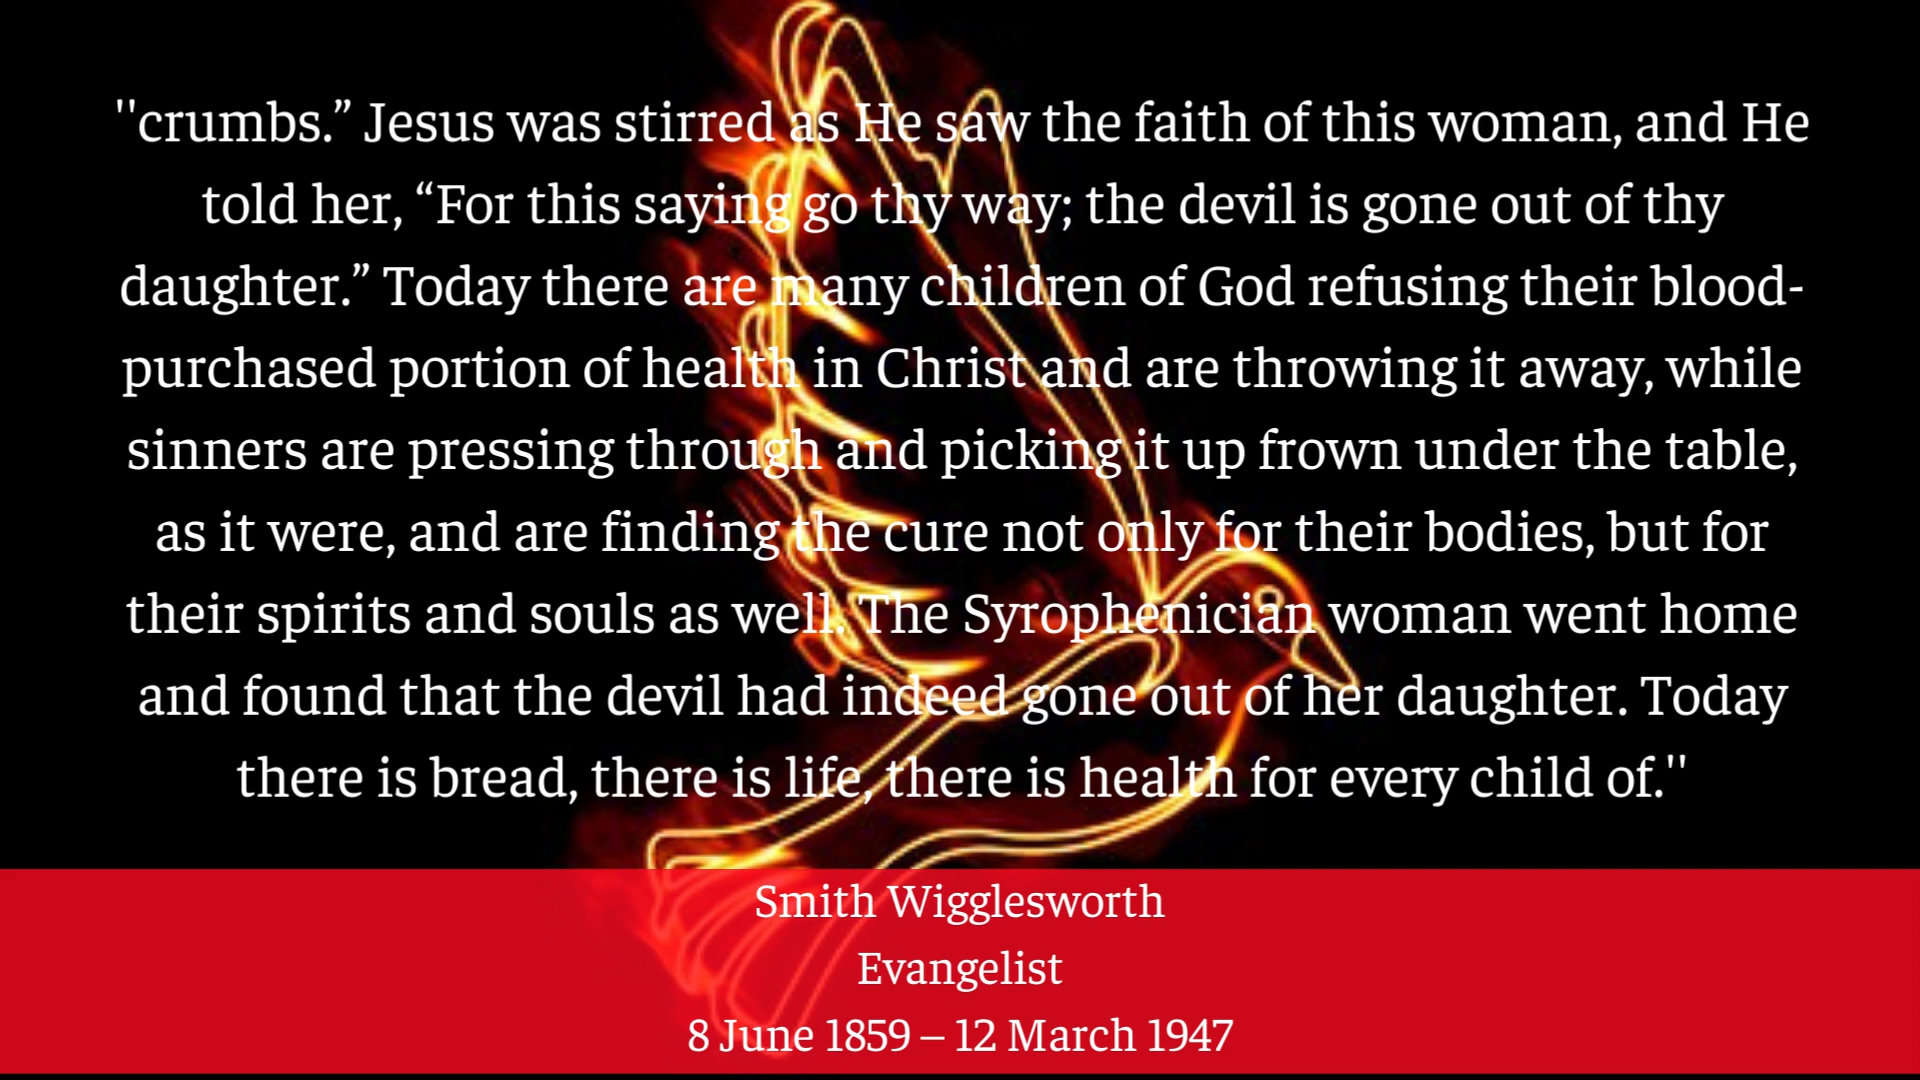 "crumbs.” Jesus was stirred as He saw the faith of this woman, and He
told her, “For this saying go thy way; the devil is gone out of thy
daughter.” Today there are many children of God refusing their blood-
purchased portion of health in Christ and are throwing it away, while
sinners are pressing through and picking it up frown under the table,
as it were, and are finding the cure not only for their bodies, but for
their spirits and souls as well. The Syrophenician woman went home
and found that the devil had indeed gone out of her daughter. Today
there is bread, there is life, there is health for every child of."
Smith Wigglesworth
Evangelist
8 June 1859 – 12 March 1947